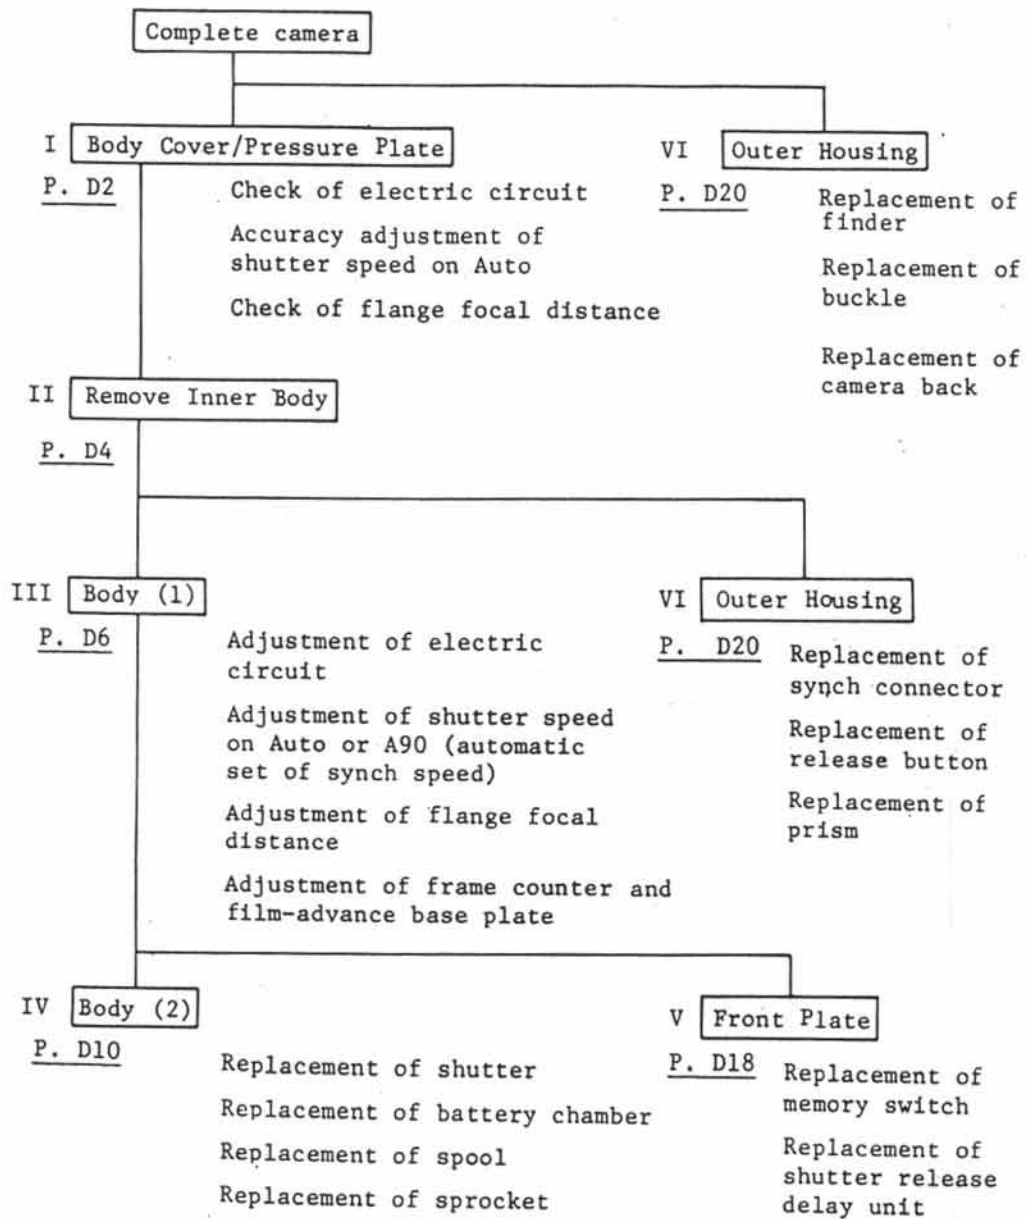 Complete camera
I Body Cover/Pressure Plate
P. D2
Check of electric circuit
Accuracy adjustment of
shutter speed on Auto
Check of flange focal distance
VI Outer Housing
P. D20
Replacement of
finder
Replacement of
buckle
Replacement of
camera back
II Remove Inner Body
P. D4
III Body (1)
P. D6
Adjustment of electric
circuit
Adjustment of shutter speed
on Auto or A90 (automatic
set of synch speed)
Adjustment of flange focal
distance
Adjustment of frame counter and
film-advance base plate
VI Outer Housing
P. D20
Replacement of
synch connector
Replacement of
release button
Replacement of
prism
IV Body (2)
P. D10
Replacement of shutter
Replacement of battery chamber
Replacement of spool
Replacement of sprocket
V Front Plate
P. D18
Replacement of
memory switch
Replacement of
shutter release
delay unit